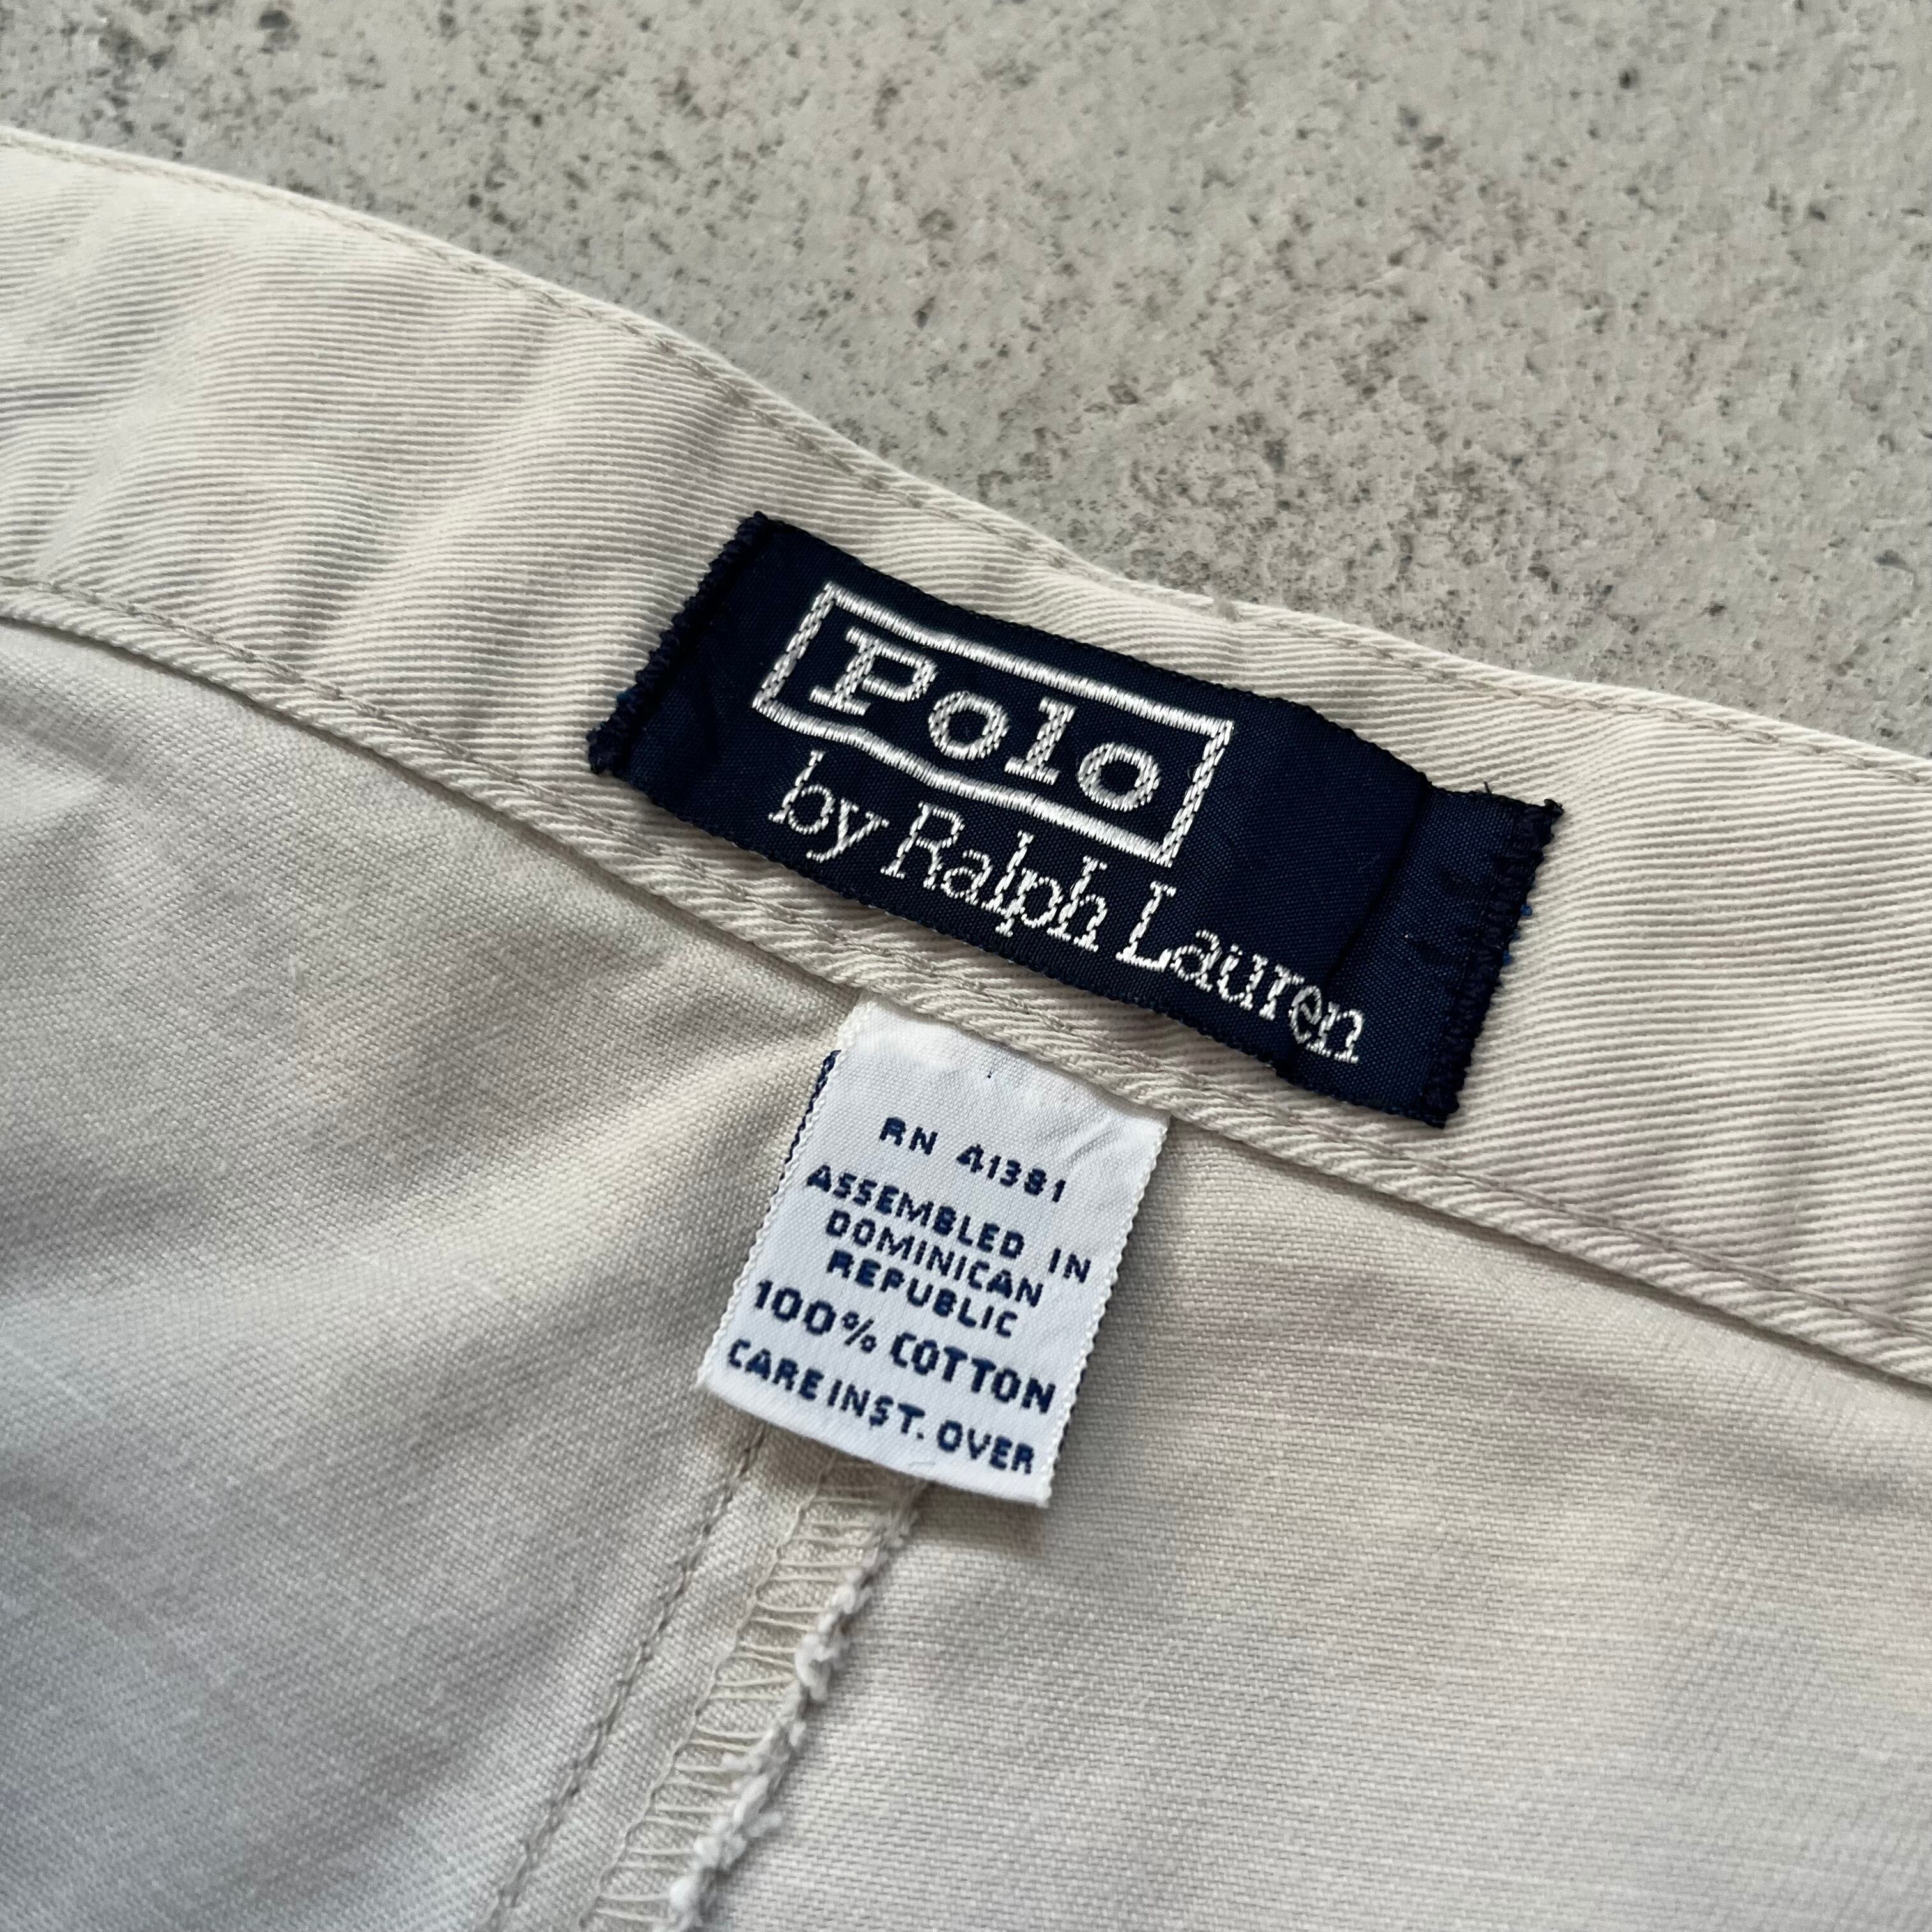 Polo
by Ralph Lauren
RN 41381
ASSEMBLED IN
DOMINICAN
REPUBLIC
100% COTTON
CARE INST. OVER